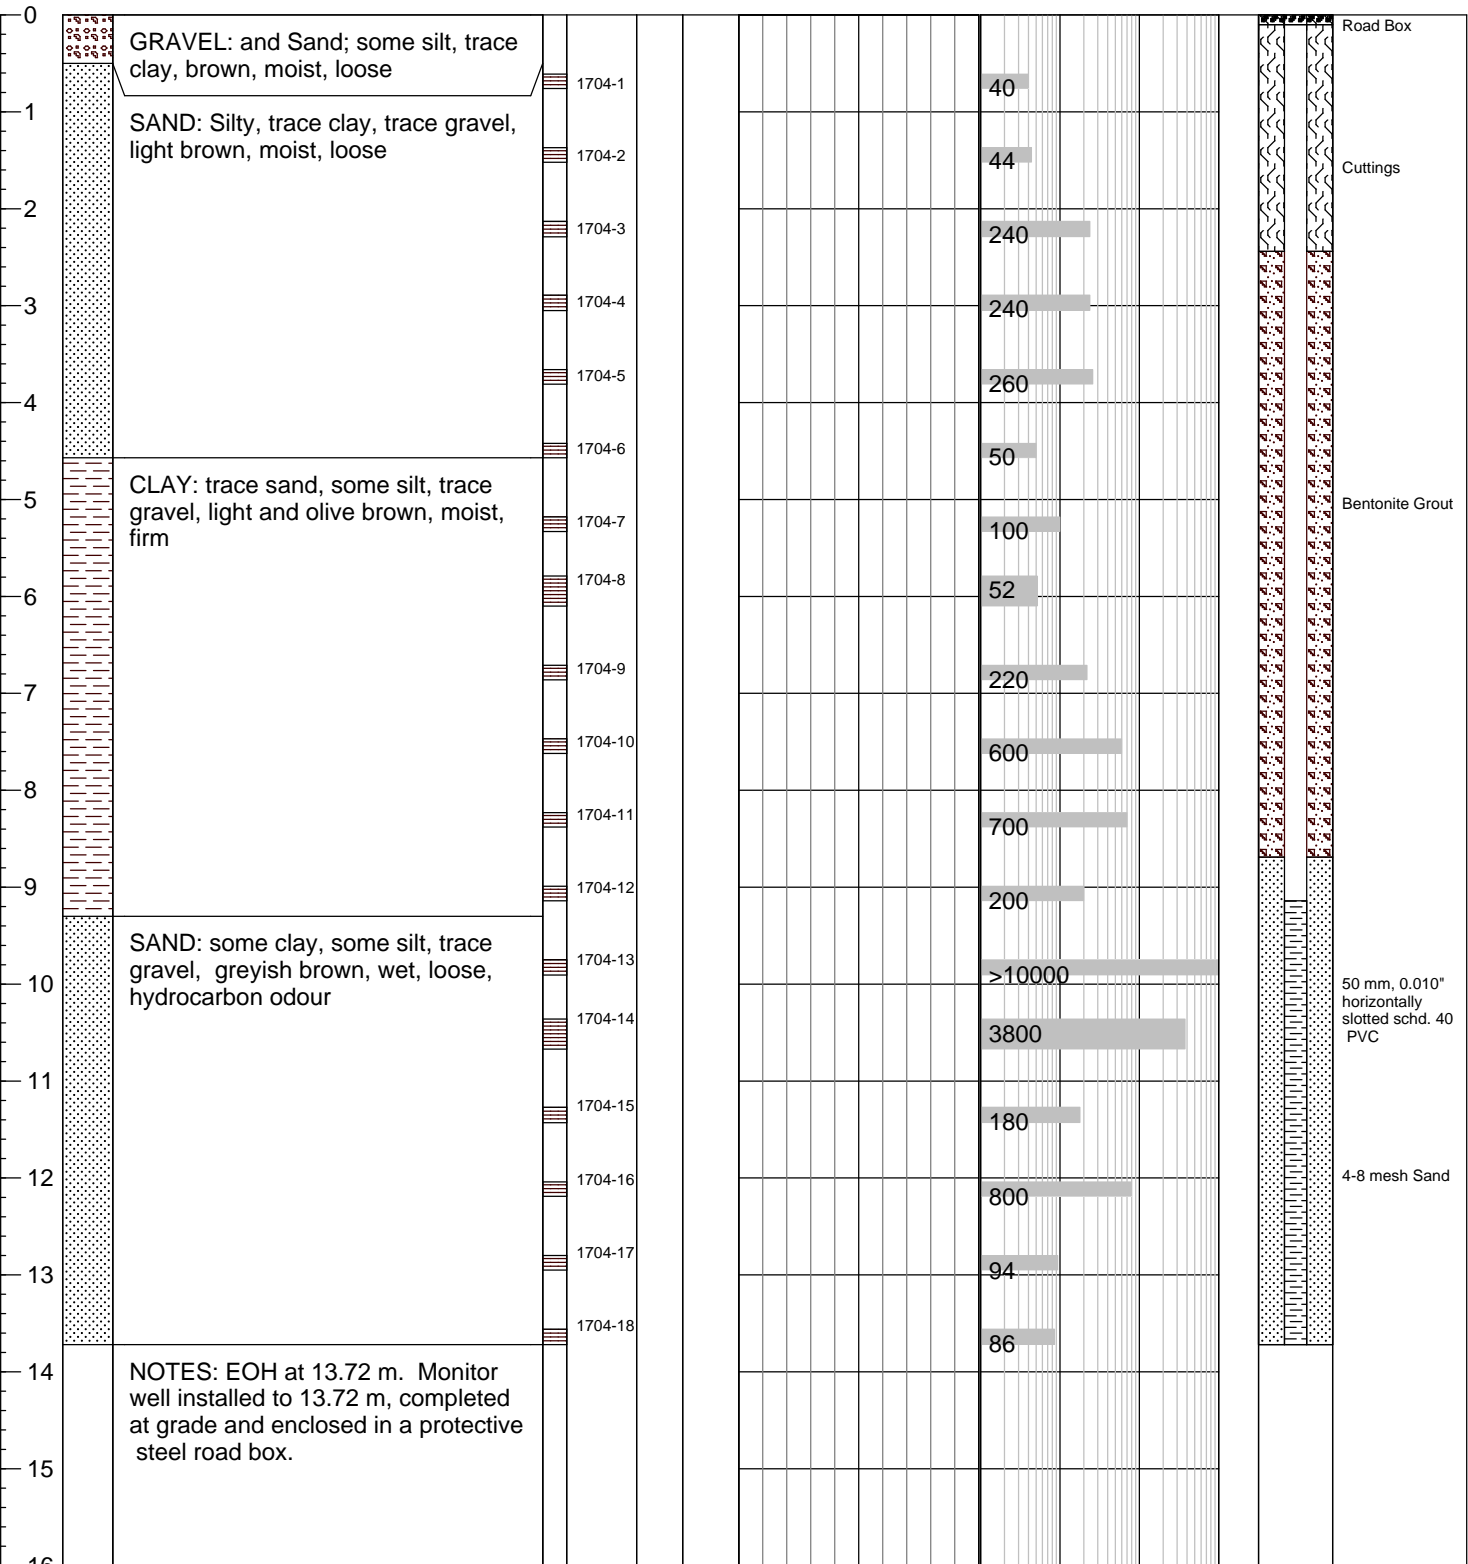 0
1
2
3
4
5
6
7
8
9
10
11
12
13
14
15
16
GRAVEL: and Sand; some silt, trace
clay, brown, moist, loose
SAND: Silty, trace clay, trace gravel,
light brown, moist, loose
CLAY: trace sand, some silt, trace
gravel, light and olive brown, moist,
firm
SAND: some clay, some silt, trace
gravel,  greyish brown, wet, loose,
hydrocarbon odour
NOTES: EOH at 13.72 m.  Monitor
well installed to 13.72 m, completed
at grade and enclosed in a protective
steel road box.
1704-1
1704-2
1704-3
1704-4
1704-5
1704-6
1704-7
1704-8
1704-9
1704-10
1704-11
1704-12
1704-13
1704-14
1704-15
1704-16
1704-17
1704-18
40
44
240
240
260
50
100
52
220
600
700
200
>10000
3800
180
800
94
86
Road Box
Cuttings
Bentonite Grout
50 mm, 0.010"
horizontally
slotted schd. 40
PVC
4-8 mesh Sand